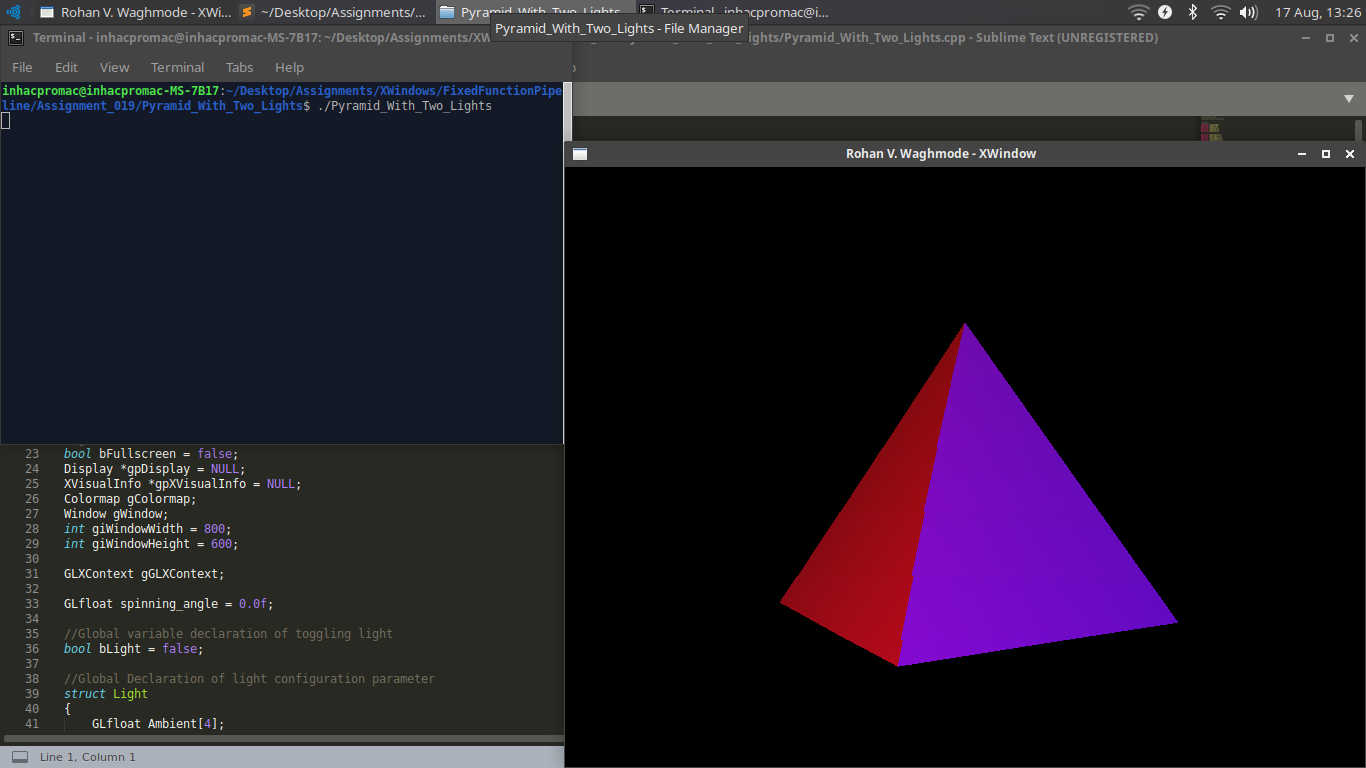 Rohan V. Waghmode - XWi...
~/Desktop/Assignments/...
Pyramid_With_Two_Lights
Terminal - inhacpromac@i...
17 Aug, 13:26
Pyramid_With_Two_Lights - File Manager
Terminal - inhacpromac@inhacpromac-MS-7B17: ~/Desktop/Assignments/XW
ts/Pyramid_With_Two_Lights.cpp - Sublime Text (UNREGISTERED)
File Edit View Terminal Tabs Help
inhacpromac@inhacpromac-MS-7B17:~/Desktop/Assignments/XWindows/FixedFunctionPipe
line/Assignment_019/Pyramid_With_Two_Lights$ ./Pyramid_With_Two_Lights
Rohan V. Waghmode - XWindow
23 bool bFullscreen = false;
24 Display *gpDisplay = NULL;
25 XVisualInfo *gpXVisualInfo = NULL;
26 Colormap gColormap;
27 Window gWindow;
28 int giWindowWidth = 800;
29 int giWindowHeight = 600;
30
31 GLXContext gGLXContext;
32
33 GLfloat spinning_angle = 0.0f;
34
35 //Global variable declaration of toggling light
36 bool bLight = false;
37
38 //Global Declaration of light configuration parameter
39 struct Light
40 {
41 GLfloat Ambient[4];
Line 1, Column 1